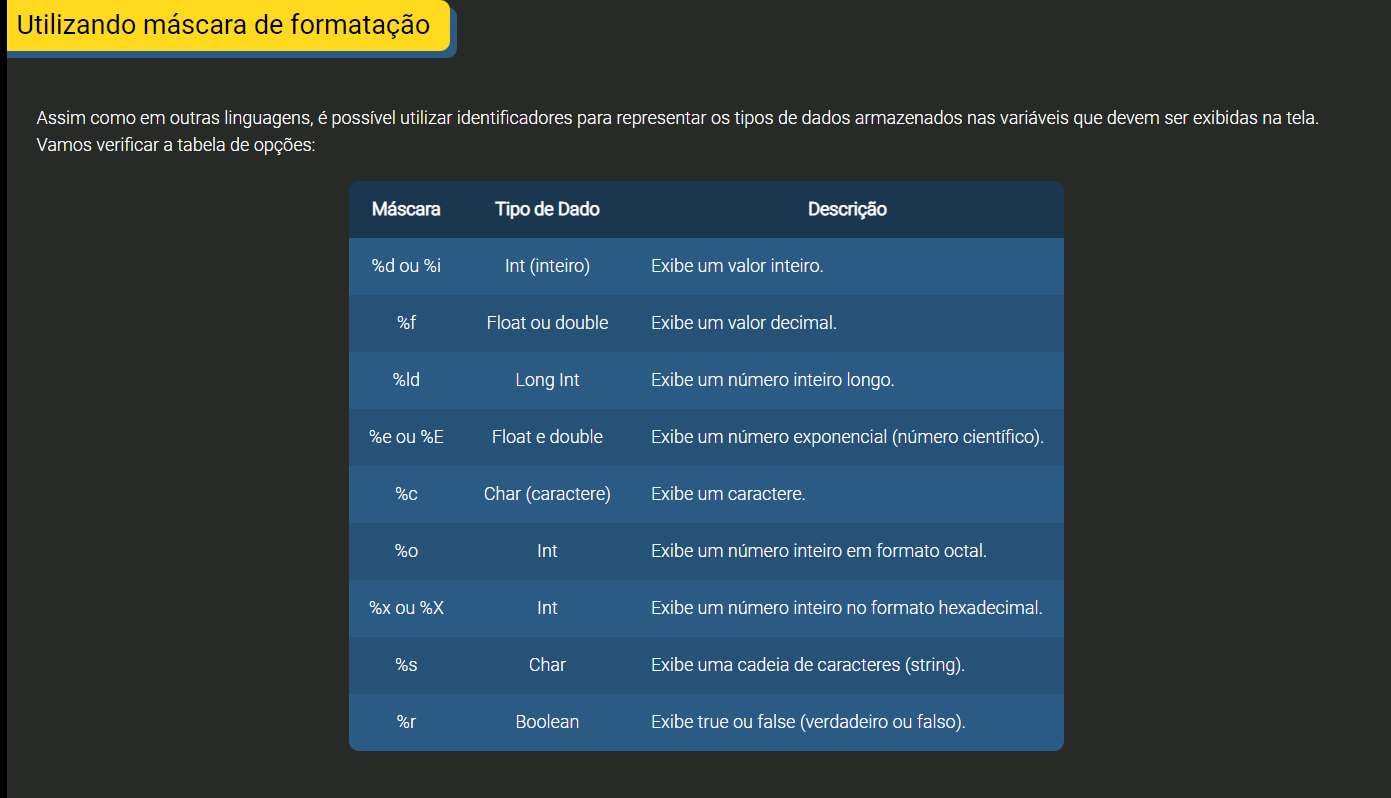 Utilizando máscara de formatação
Assim como em outras linguagens, é possível utilizar identificadores para representar os tipos de dados armazenados nas variáveis que devem ser exibidas na tela.
Vamos verificar a tabela de opções:
Máscara Tipo de Dado Descrição
%d ou %i Int (inteiro) Exibe um valor inteiro.
%f Float ou double Exibe um valor decimal.
%ld Long Int Exibe um número inteiro longo.
%e ou %E Float e double Exibe um número exponencial (número científico).
%c Char (caractere) Exibe um caractere.
%o Int Exibe um número inteiro em formato octal.
%x ou %X Int Exibe um número inteiro no formato hexadecimal.
%s Char Exibe uma cadeia de caracteres (string).
%r Boolean Exibe true ou false (verdadeiro ou falso).